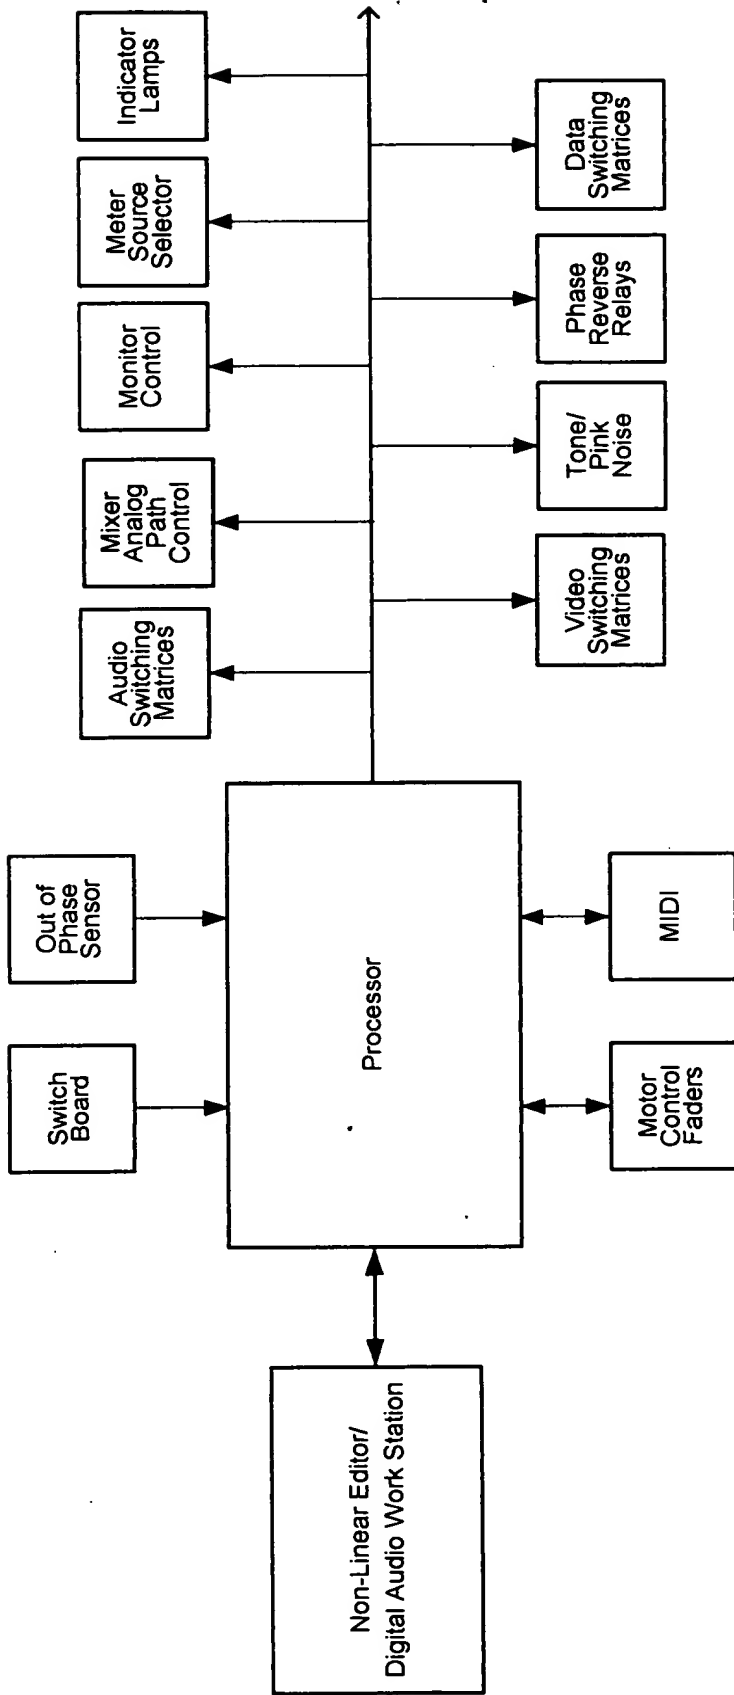 Non-Linear Editor/
Digital Audio Work Station
Switch
Board
Out of
Phase
Sensor
Processor
Motor
Control
Faders
MIDI
Audio
Switching
Matrices
Mixer
Analog
Path
Control
Monitor
Control
Meter
Source
Selector
Indicator
Lamps
Video
Switching
Matrices
Tone/
Pink
Noise
Phase
Reverse
Relays
Data
Switching
Matrices